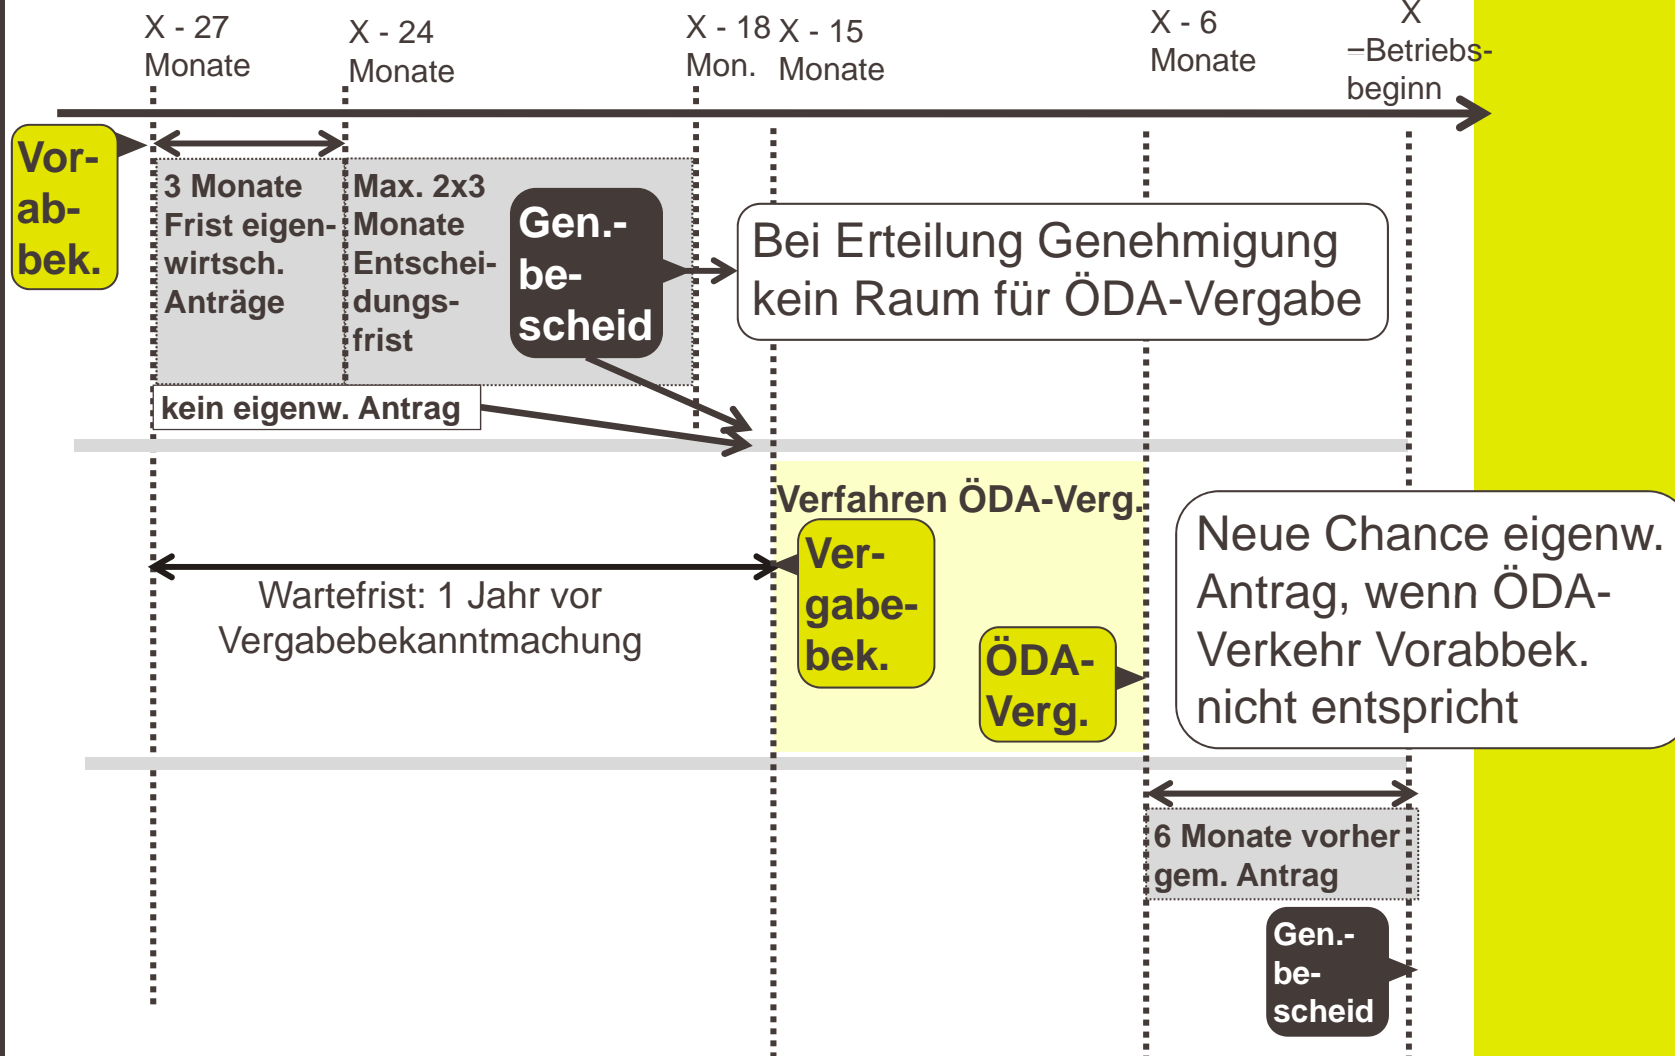 X - 27
Monate
X - 24
Monate
X - 18
Mon.
X - 15
Monate
X - 6
Monate
X
–Betriebs-
beginn
Vor-
ab-
bek.
3 Monate
Frist eigen-
wirtsch.
Anträge
Max. 2x3
Monate
Entschei-
dungs-
frist
Gen.-
be-
scheid
Bei Erteilung Genehmigung
kein Raum für ÖDA-Vergabe
kein eigenw. Antrag
Verfahren ÖDA-Verg.
Ver-
gabe-
bek.
Wartefrist: 1 Jahr vor
Vergabebekanntmachung
ÖDA-
Verg.
Neue Chance eigenw.
Antrag, wenn ÖDA-
Verkehr Vorabbek.
nicht entspricht
6 Monate vorher
gem. Antrag
Gen.-
be-
scheid